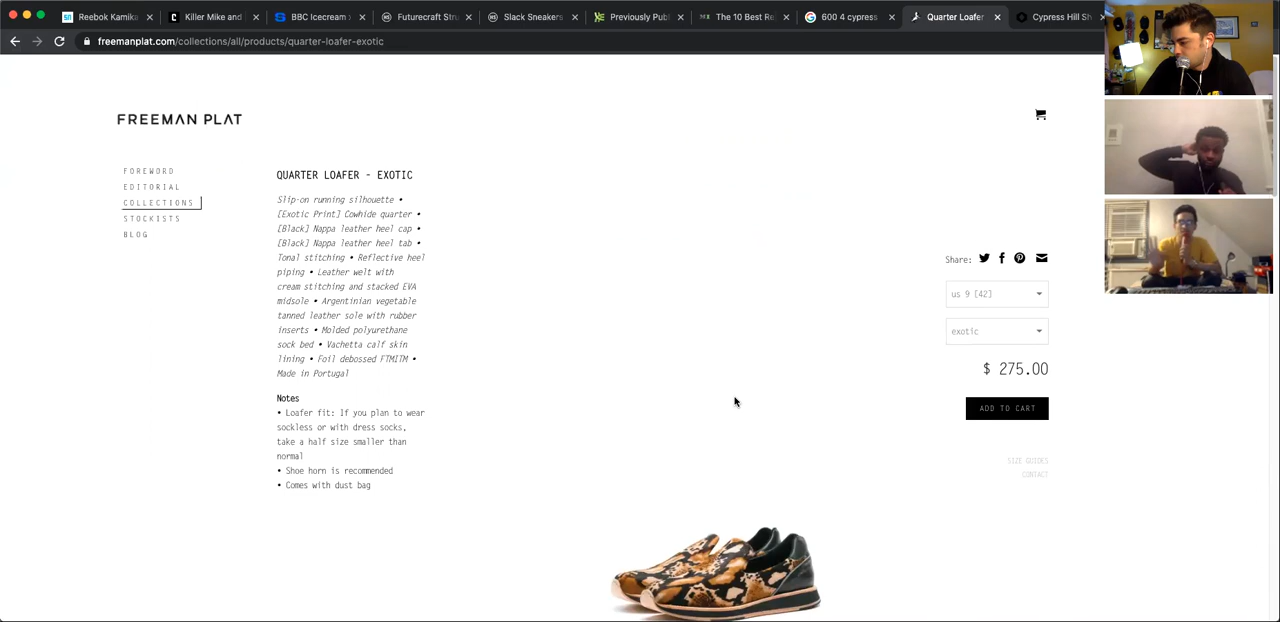 Reebok Kamika
Killer Mike and
BBC Icecream x
Futurecraft Stru
Slack Sneakers
Previously Pub
The 10 Best Re
600 4 cypress
Quarter Loafer
Cypress Hill Sh
freemanplat.com/collections/all/products/quarter-loafer-exotic
FREEMAN PLAT
FOREWORD
EDITORIAL
COLLECTIONS
STOCKISTS
BLOG
QUARTER LOAFER - EXOTIC
Slip-on running silhouette •
[Exotic Print] Cowhide quarter •
[Black] Nappa leather heel cap •
[Black] Nappa leather heel tab •
Tonal stitching • Reflective heel
piping • Leather welt with
cream stitching and stacked EVA
midsole • Argentinian vegetable
tanned leather sole with rubber
inserts • Molded polyurethane
sock bed • Vachetta calf skin
lining • Foil debossed FTMITM •
Made in Portugal
Notes
• Loafer fit: If you plan to wear
sockless or with dress socks,
take a half size smaller than
normal
• Shoe horn is recommended
• Comes with dust bag
Share:
us 9 [42]
exotic
$ 275.00
ADD TO CART
SIZE GUIDES
CONTACT